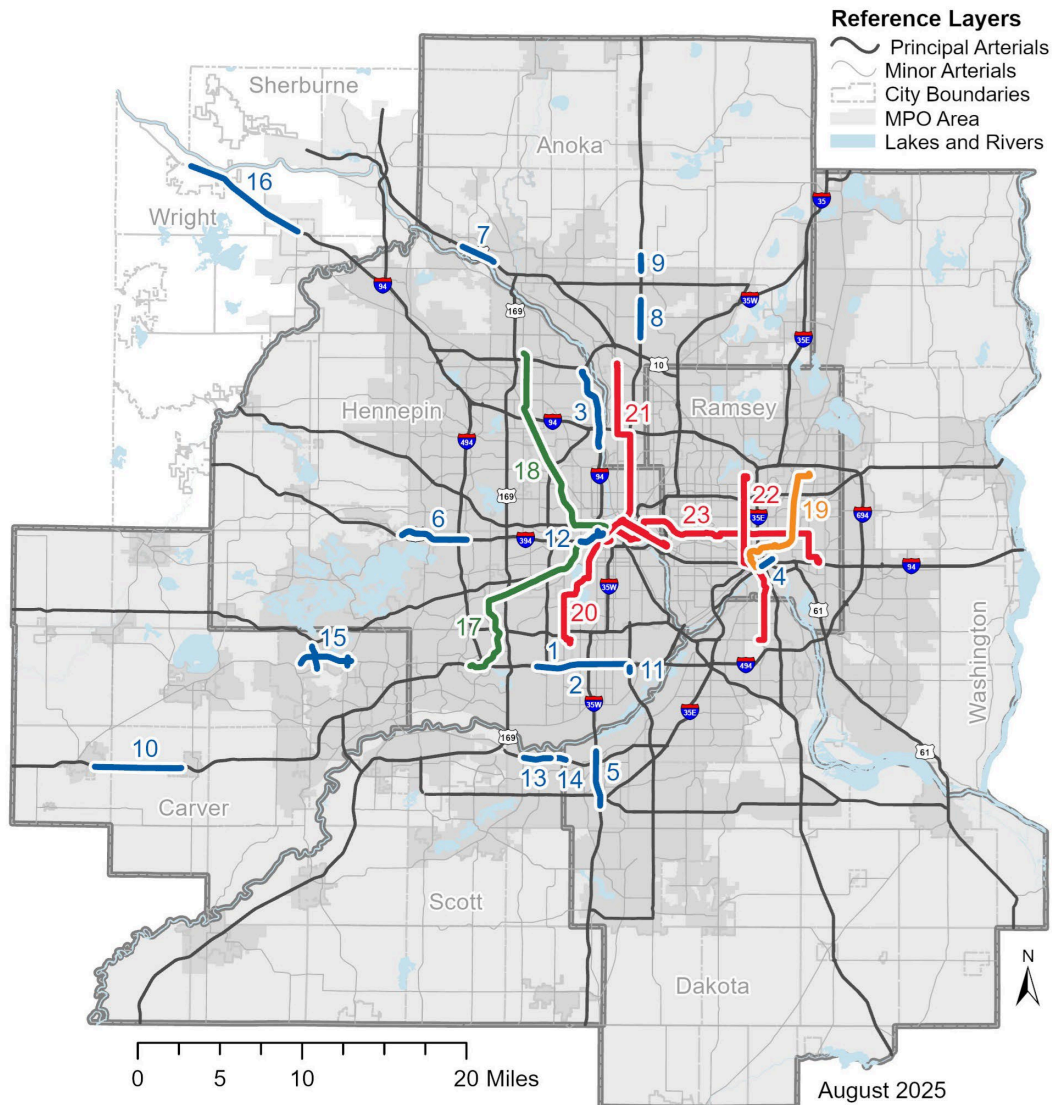 Reference Layers
Principal Arterials
Minor Arterials
City Boundaries
MPO Area
Lakes and Rivers
Sherburne
Anoka
16
Wright
35
7
9
94
35W
169
8
35E
10
Hennepin
3
21
Ramsey
94
494
18
94
169
22
19
35E
23
694
6
12
394
4
94
35W
20
61
17
15
1
11
494
2
Washington
35W
35E
169
61
10
13
14
5
Carver
Scott
N
Dakota
0
10
20 Miles
August 2025